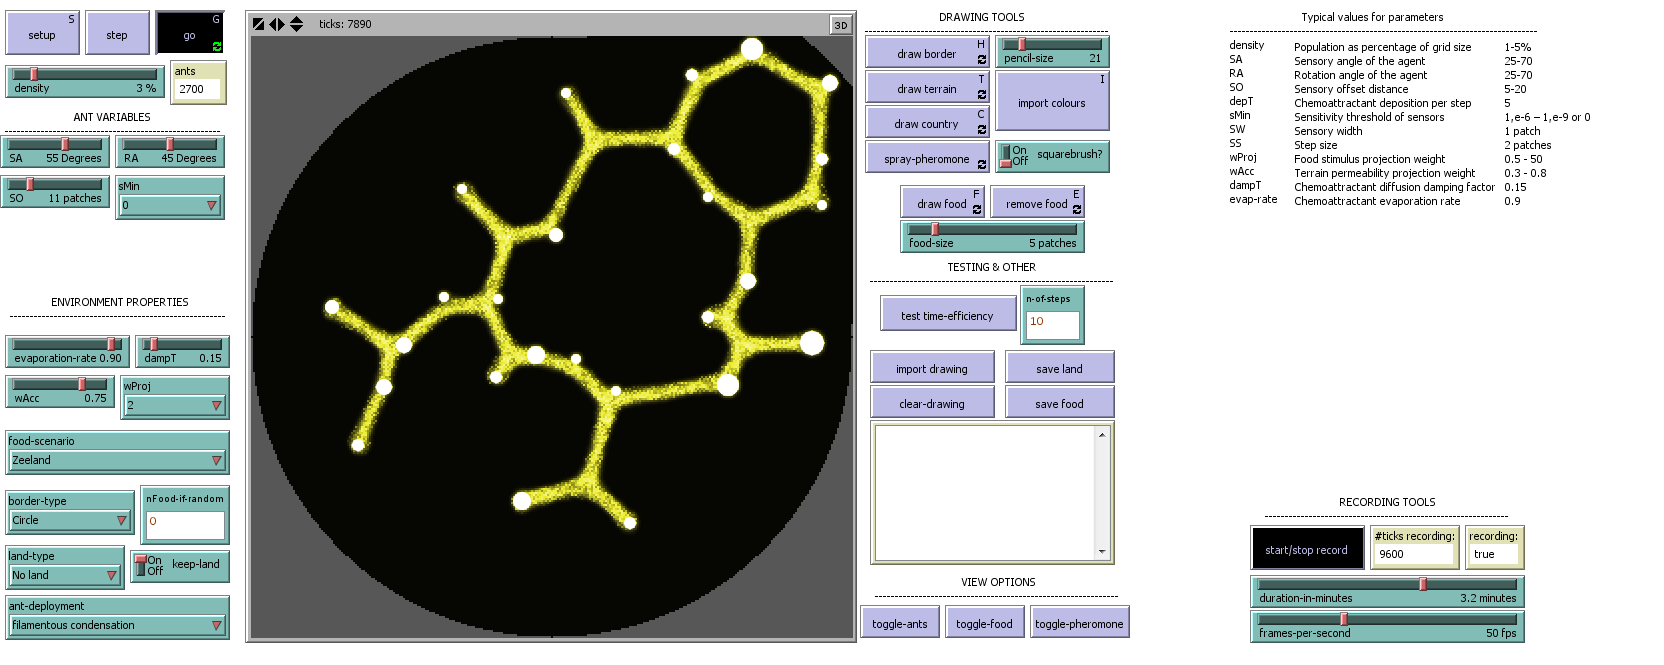 S
setup
step
G
go
density
3 %
ants
2700
ANT VARIABLES
SA
55 Degrees
RA
45 Degrees
SO
11 patches
sMin
0
ENVIRONMENT PROPERTIES
evaporation-rate 0.90
dampT
0.15
wAcc
0.75
wProj
2
food-scenario
Zeeland
border-type
Circle
nFood-if-random
0
land-type
No land
On
Off
keep-land
ant-deployment
filamentous condensation
ticks: 7890
3D
DRAWING TOOLS
draw border
H
pencil-size
21
draw terrain
T
import colours
I
draw country
C
spray-pheromone
On
Off
squarebrush?
draw food
F
remove food
E
food-size
5 patches
TESTING & OTHER
test time-efficiency
n-of-steps
10
import drawing
save land
clear-drawing
save food
VIEW OPTIONS
toggle-ants
toggle-food
toggle-pheromone
Typical values for parameters
density Population as percentage of grid size 1-5%
SA Sensory angle of the agent 25-70
RA Rotation angle of the agent 25-70
SO Sensory offset distance 5-20
depT Chemoattractant deposition per step 5
sMin Sensitivity threshold of sensors 1,e-6 – 1,e-9 or 0
SW Sensory width 1 patch
SS Step size 2 patches
wProj Food stimulus projection weight 0.5 - 50
wAcc Terrain permeability projection weight 0.3 - 0.8
dampT Chemoattractant diffusion damping factor 0.15
evap-rate Chemoattractant evaporation rate 0.9
RECORDING TOOLS
start/stop record
#ticks recording:
9600
recording:
true
duration-in-minutes
3.2 minutes
frames-per-second
50 fps